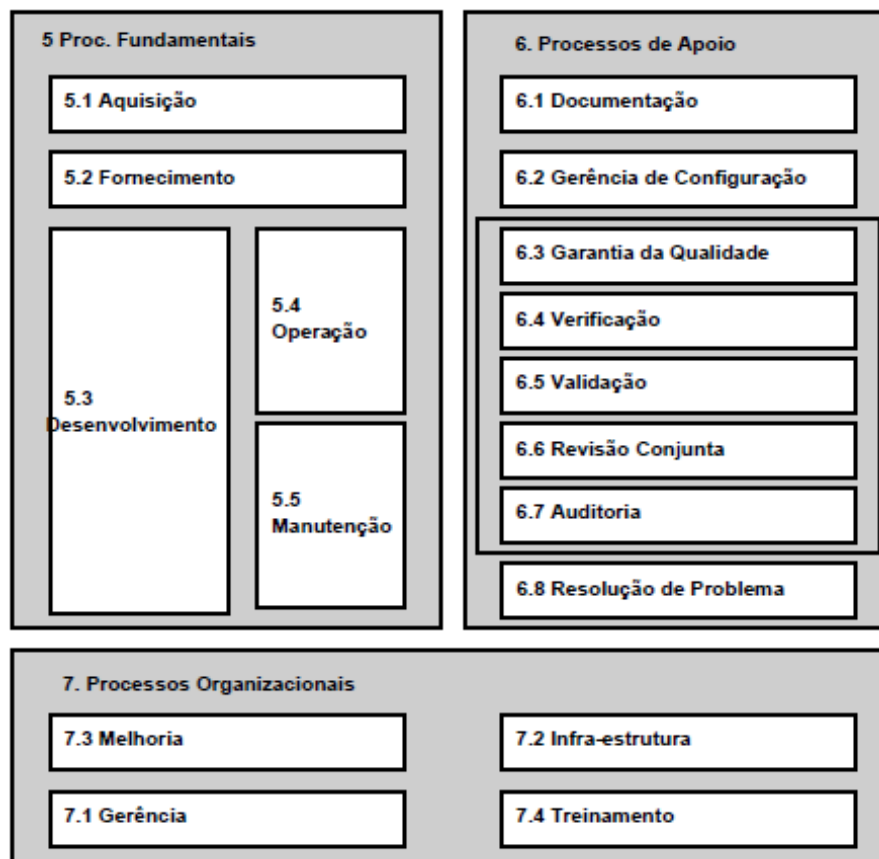 5 Proc. Fundamentais
5.1 Aquisição
5.2 Fornecimento
5.3
Desenvolvimento
5.4
Operação
5.5
Manutenção
6. Processos de Apoio
6.1 Documentação
6.2 Gerência de Configuração
6.3 Garantia da Qualidade
6.4 Verificação
6.5 Validação
6.6 Revisão Conjunta
6.7 Auditoria
6.8 Resolução de Problema
7. Processos Organizacionais
7.3 Melhoria
7.2 Infra-estrutura
7.1 Gerência
7.4 Treinamento